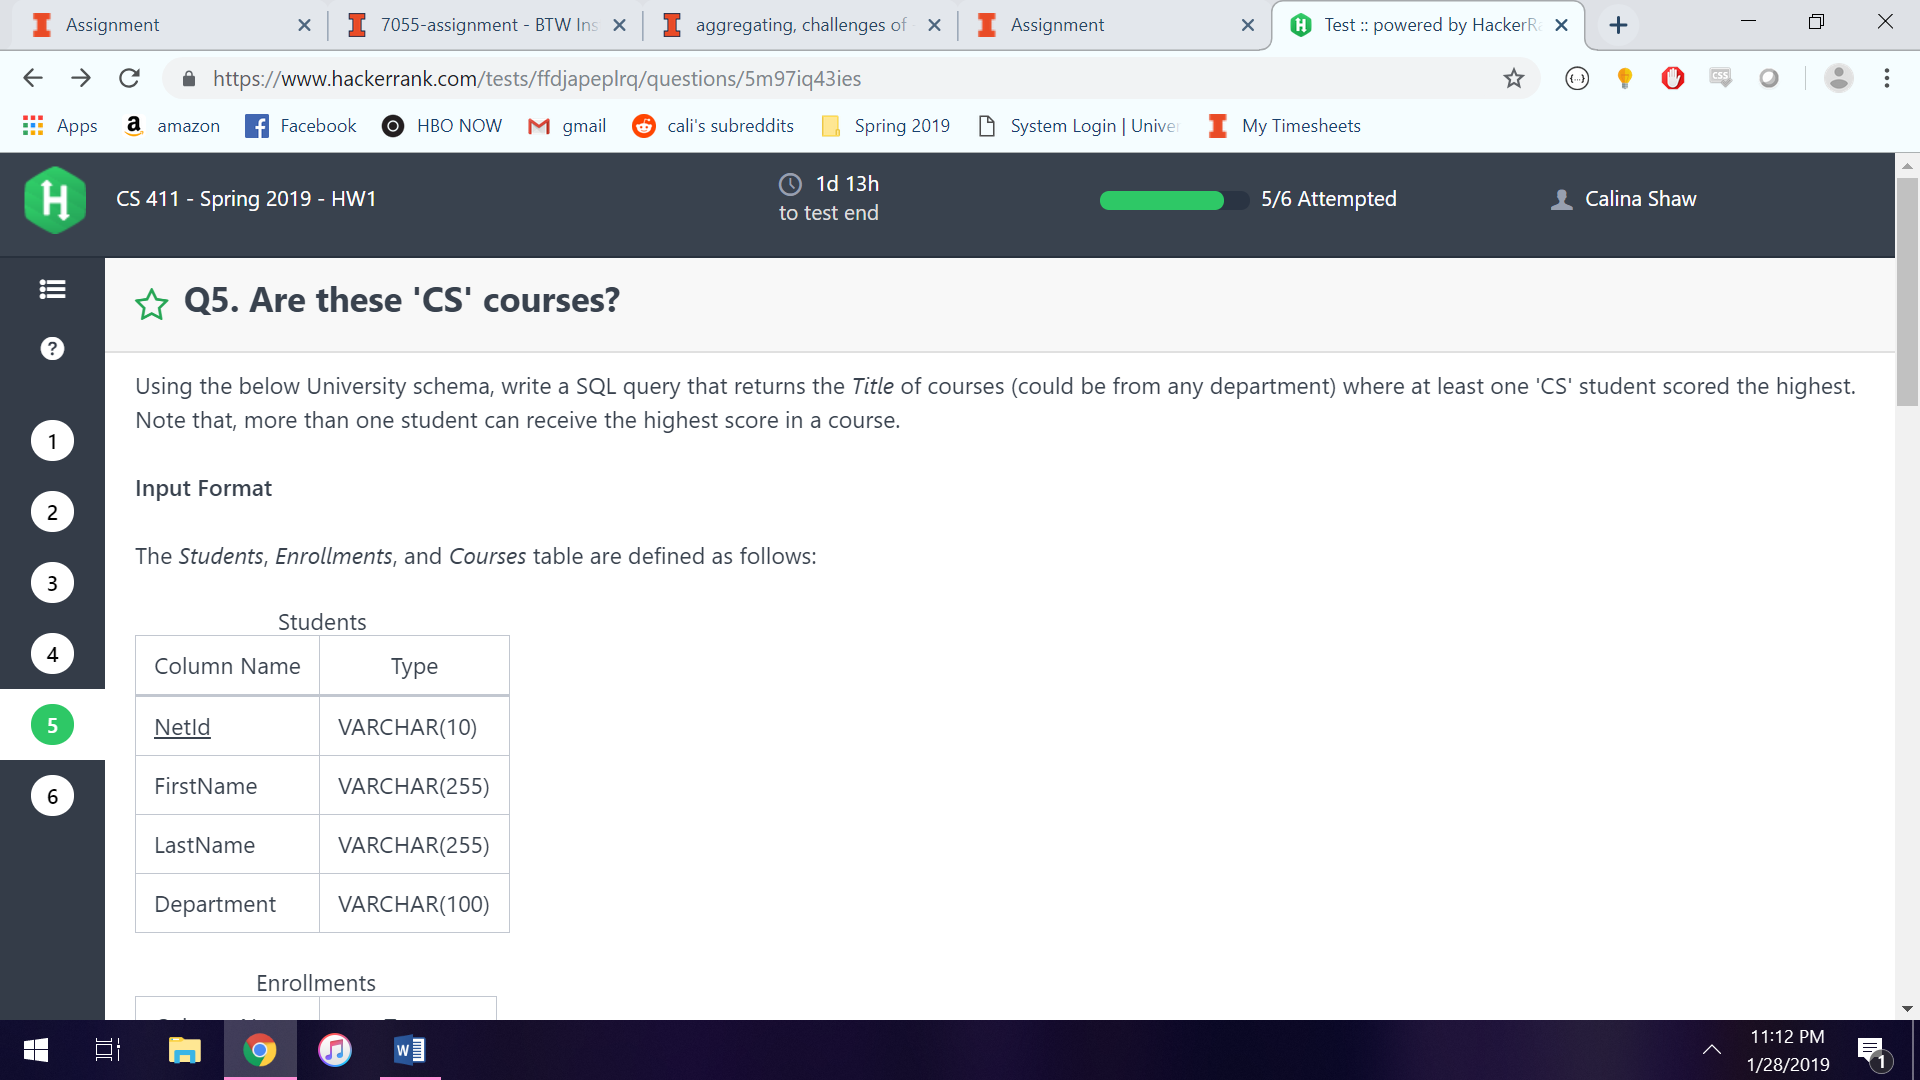 Assignment
7055-assignment - BTW Ins
aggregating, challenges of
Assignment
Test :: powered by HackerRa
https://www.hackerrank.com/tests/ffdjapeplrq/questions/5m97iq43ies
Apps
amazon
Facebook
HBO NOW
gmail
cali's subreddits
Spring 2019
System Login | Univer
My Timesheets
CS 411 - Spring 2019 - HW1
1d 13h
to test end
5/6 Attempted
Calina Shaw
Q5. Are these 'CS' courses?
Using the below University schema, write a SQL query that returns the Title of courses (could be from any department) where at least one 'CS' student scored the highest.
Note that, more than one student can receive the highest score in a course.
Input Format
The Students, Enrollments, and Courses table are defined as follows:
Students
Column Name Type
NetId VARCHAR(10)
FirstName VARCHAR(255)
LastName VARCHAR(255)
Department VARCHAR(100)
Enrollments
1
2
3
4
5
6
11:12 PM
1/28/2019
1